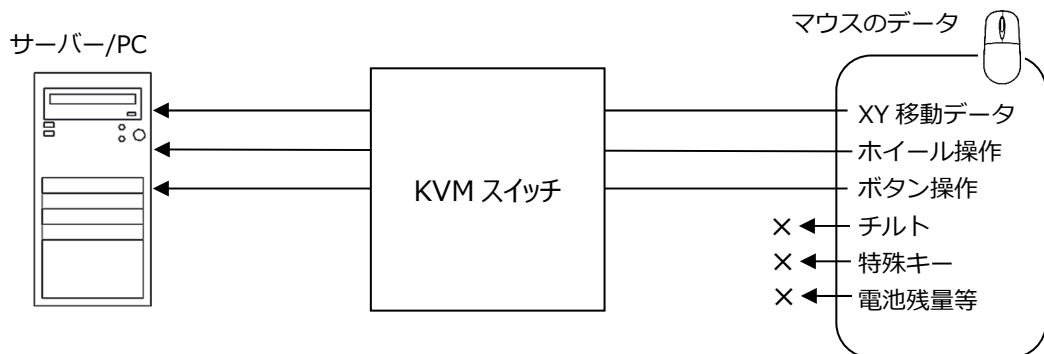 マウスのデータ
サーバー/PC
XY 移動データ
ホイール操作
KVM スイッチ
ボタン操作
× チルト
× 特殊キー
× 電池残量等